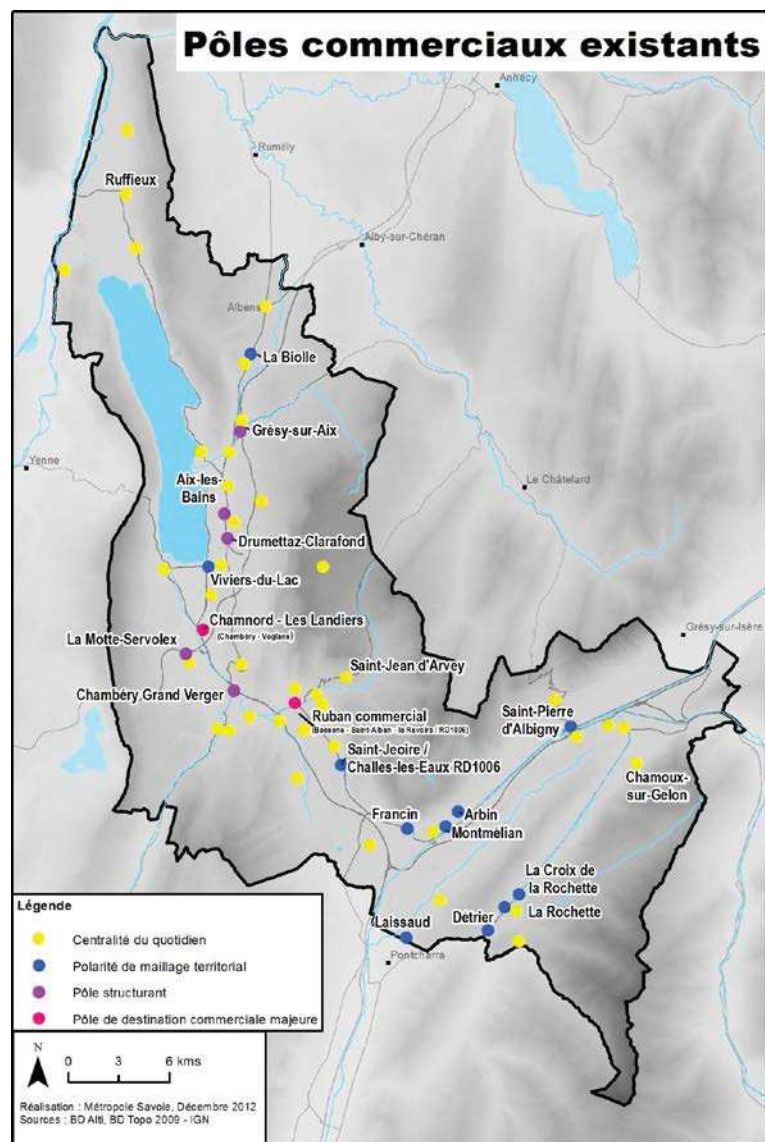 Pôles commerciaux existants
Annecy
Rumilly
Ruffieux
Alby-sur-Chéran
Albens
La Biolle
Grésy-sur-Aix
Yenne
Aix-les-
Bains
Le Châtelard
Drumettaz-Clarafond
Viviers-du-Lac
Chamnord - Les Landiers
(Chambéry - Voglans)
Grésy-sur-Isère
La Motte-Servolex
Saint-Jean d'Arvey
Chambéry Grand Verger
Ruban commercial
(Bassens - Saint-Alban - la Ravoire / RD1006)
Saint-Pierre
d'Albigny
Saint-Jeoire /
Challes-les-Eaux RD1006
Chamoux-
sur-Gelon
Francin
Arbin
Montmélian
La Croix de
la Rochette
La Rochette
Laissaud
Détrier
Pontcharra
Légende
Centralité du quotidien
Polarité de maillage territorial
Pôle structurant
Pôle de destination commerciale majeure
N
0 3 6 kms
Réalisation : Métropole Savoie, Décembre 2012
Sources : BD Alti, BD Topo 2009 - IGN